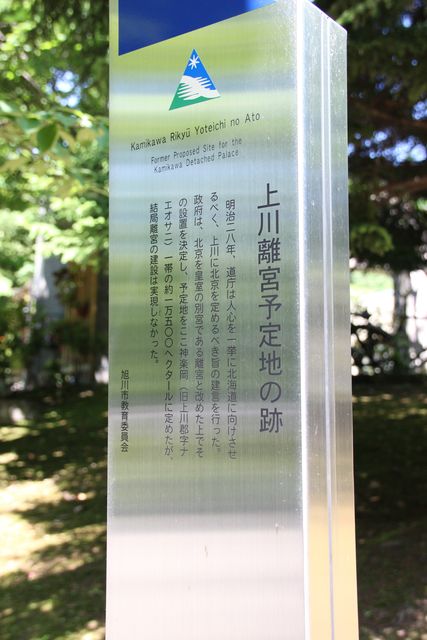 Kamikawa Rikyū Yoteichi no Ato
Former Proposed Site for the
Kamikawa Detached Palace
上川離宮予定地の跡
明治二八年、道庁は人心を一挙に北海道に向けさせ
るべく、上川に北京を定めるべき旨の建言を行った。
政府は、北京を皇室の別宮である離宮と改めた上でそ
の設置を決定し、予定地をここ神楽岡（旧上川郡字ナ
エオサニ）一帯の約一万五〇〇ヘクタールに定めたが、
結局離宮の建設は実現しなかった。
旭川市教育委員会